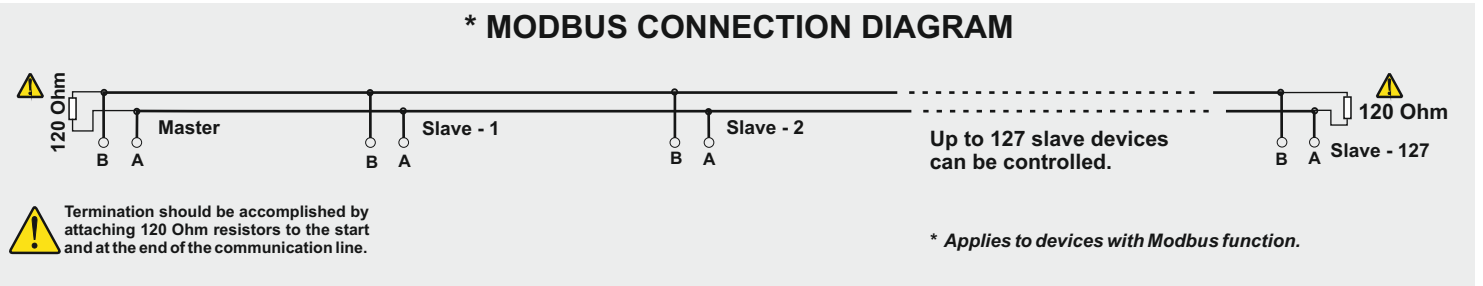 * MODBUS CONNECTION DIAGRAM
120 Ohm
B A
Master
B A
Slave - 1
B A
Slave - 2
Up to 127 slave devices
can be controlled.
B A
Slave - 127
120 Ohm
Termination should be accomplished by
attaching 120 Ohm resistors to the start
and at the end of the communication line.
* Applies to devices with Modbus function.